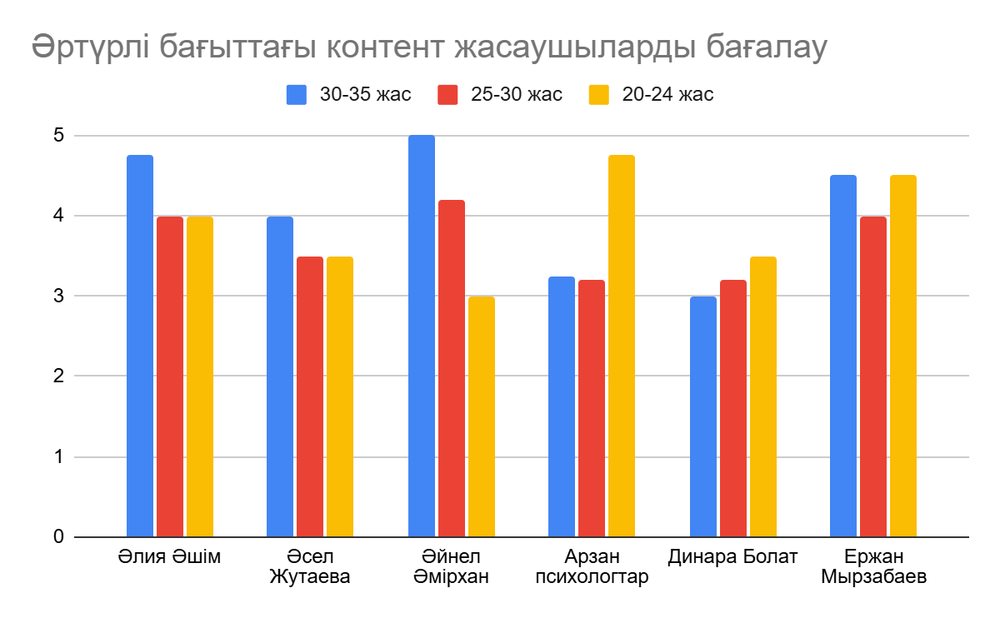 Әртүрлі бағыттағы контент жасаушыларды бағалау
30-35 жас
25-30 жас
20-24 жас
5
4
3
2
1
0
Әлия Әшім
Әсел
Жутаева
Әйнел
Әмірхан
Арзан
психологтар
Динара Болат
Ержан
Мырзабаев